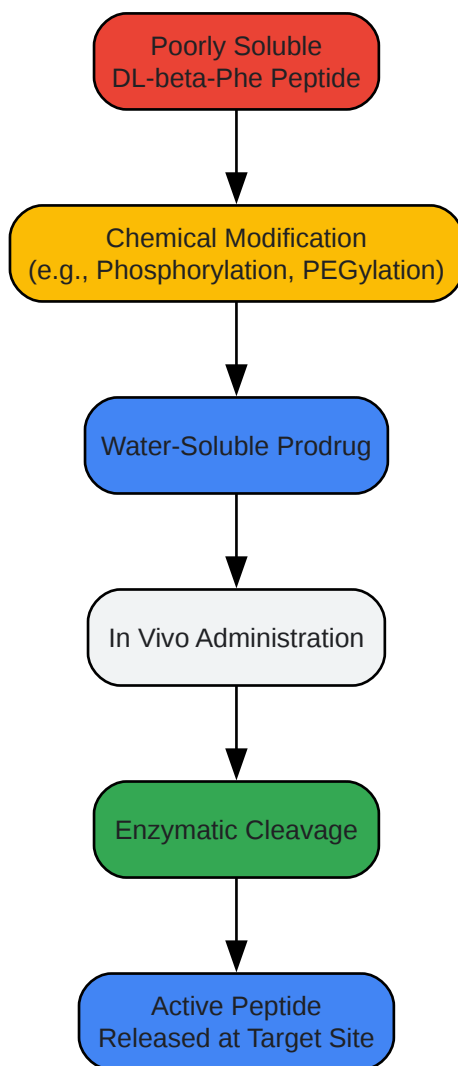 Poorly Soluble
DL-beta-Phe Peptide
Chemical Modification
(e.g., Phosphorylation, PEGylation)
Water-Soluble Prodrug
In Vivo Administration
Enzymatic Cleavage
Active Peptide
Released at Target Site